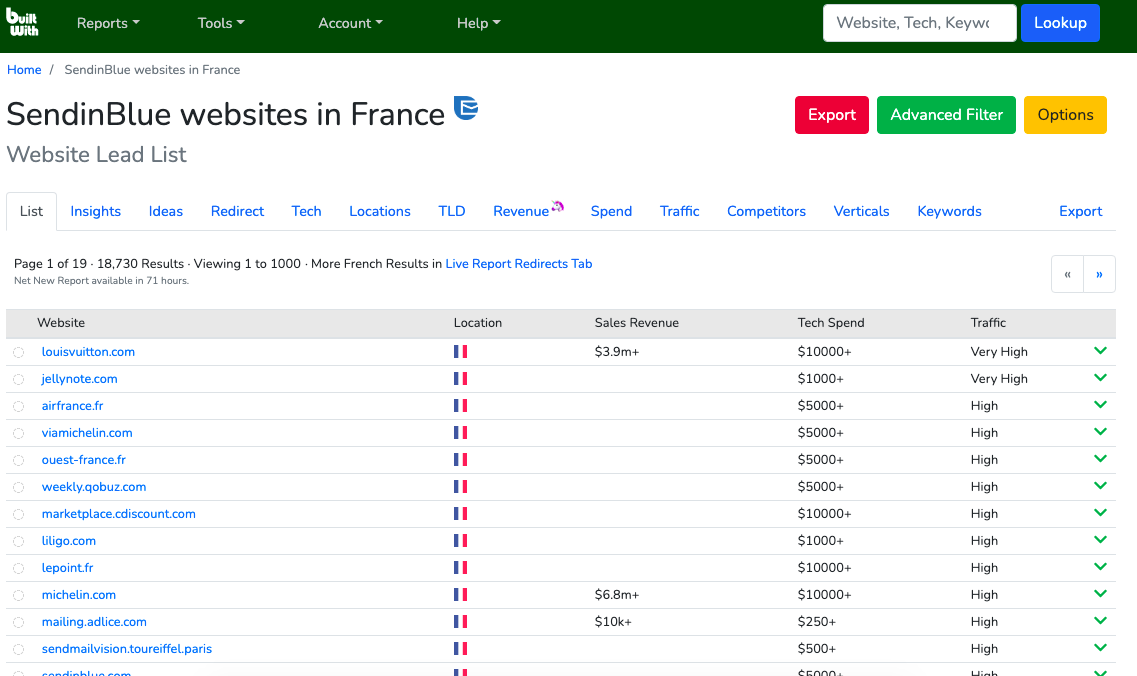 built With
Reports Tools Account Help Website, Tech, Keyw Lookup
Home / SendinBlue websites in France
SendinBlue websites in France Export Advanced Filter Options
Website Lead List
List Insights Ideas Redirect Tech Locations TLD Revenue Spend Traffic Competitors Verticals Keywords Export
Page 1 of 19 · 18,730 Results · Viewing 1 to 1000 · More French Results in Live Report Redirects Tab
Net New Report available in 71 hours.
« »
Website Location Sales Revenue Tech Spend Traffic
louisvuitton.com $3.9m+ $10000+ Very High
jellynote.com $1000+ Very High
airfrance.fr $5000+ High
viamichelin.com $5000+ High
ouest-france.fr $5000+ High
weekly.qobuz.com $5000+ High
marketplace.cdiscount.com $10000+ High
liligo.com $1000+ High
lepoint.fr $10000+ High
michelin.com $6.8m+ $10000+ High
mailing.adlice.com $10k+ $250+ High
sendmailvision.toureiffel.paris $500+ High
sendinblue.com $5000+ High